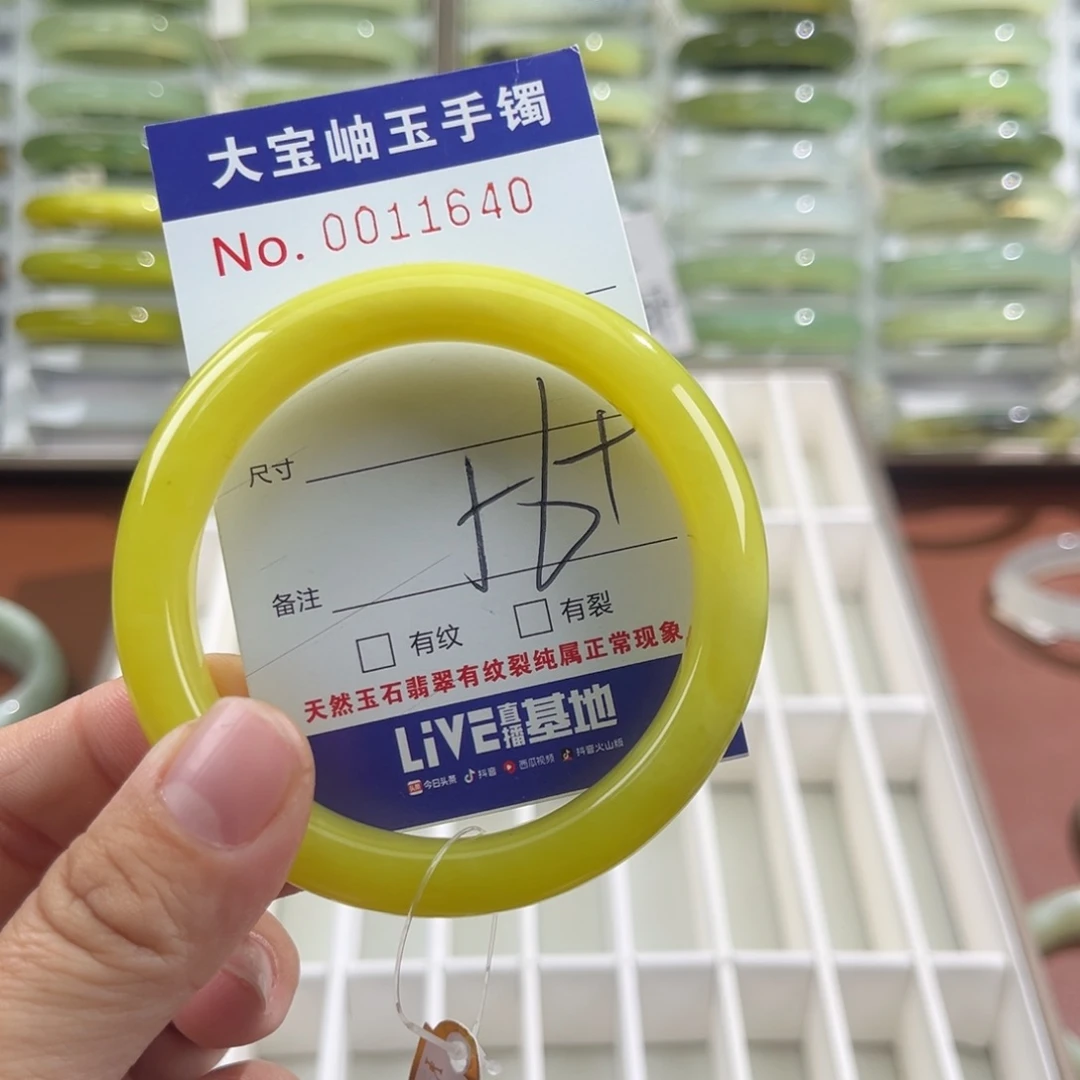 大宝岫玉手镯
No. 0011640
尺寸
备注
有纹 有裂
天然玉石翡翠有纹裂纯属正常现象
LiVE直播基地
今日头条 抖音 西瓜视频 抖音火山版